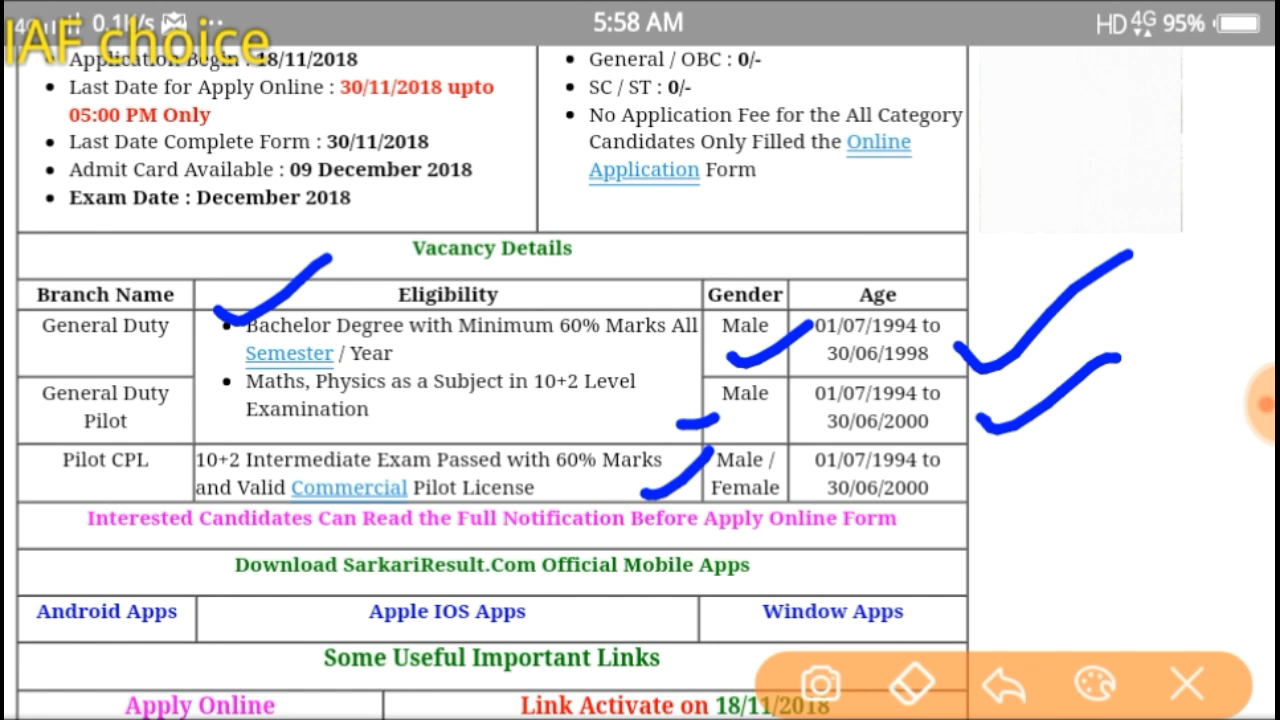 0.1K/s ... 5:58 AM HD 4G 95%
IAF choice
Application Begin : 18/11/2018
Last Date for Apply Online : 30/11/2018 upto
05:00 PM Only
Last Date Complete Form : 30/11/2018
Admit Card Available : 09 December 2018
Exam Date : December 2018
General / OBC : 0/-
SC / ST : 0/-
No Application Fee for the All Category
Candidates Only Filled the Online
Application Form
Vacancy Details
Branch Name Eligibility Gender Age
General Duty
Bachelor Degree with Minimum 60% Marks All
Semester / Year
Maths, Physics as a Subject in 10+2 Level
Examination
Male
01/07/1994 to
30/06/1998
General Duty
Pilot
Male
01/07/1994 to
30/06/2000
Pilot CPL
10+2 Intermediate Exam Passed with 60% Marks
and Valid Commercial Pilot License
Male /
Female
01/07/1994 to
30/06/2000
Interested Candidates Can Read the Full Notification Before Apply Online Form
Download SarkariResult.Com Official Mobile Apps
Android Apps Apple IOS Apps Window Apps
Some Useful Important Links
Apply Online Link Activate on 18/11/2018